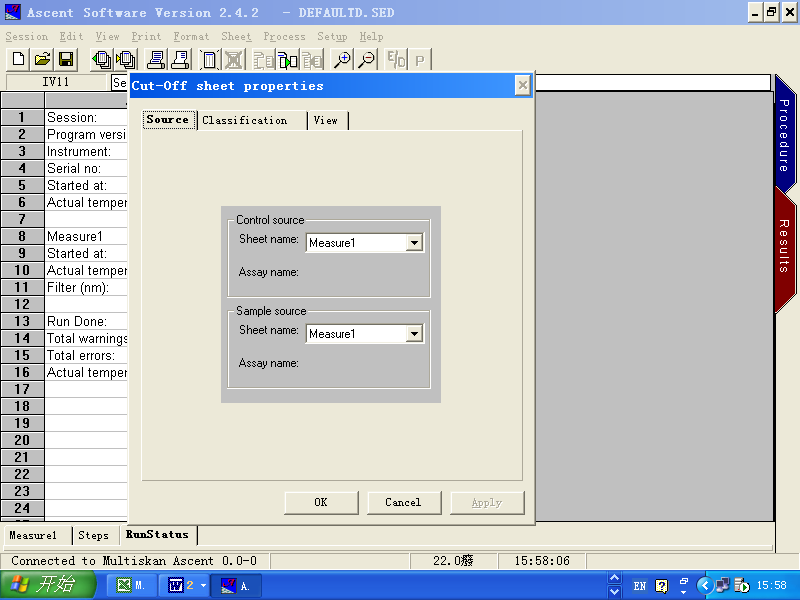 Ascent Software Version 2.4.2 - DEFAULTD.SED
Session Edit View Print Format Sheet Process Setup Help
E/D P
IV11 Se
Cut-Off sheet properties
Source Classification View
Control source
Sheet name: Measure1
Assay name:
Sample source
Sheet name: Measure1
Assay name:
OK Cancel Apply
1 Session:
2 Program versi
3 Instrument:
4 Serial no:
5 Started at:
6 Actual temper
7
8 Measure1
9 Started at:
10 Actual temper
11 Filter (nm):
12
13 Run Done:
14 Total warnings
15 Total errors:
16 Actual temper
17
18
19
20
21
22
23
24
Procedure
Results
Measure1 Steps RunStatus
Connected to Multiskan Ascent 0.0-0 22.0癈 15:58:06
开始 M. 2 A. EN 15:58